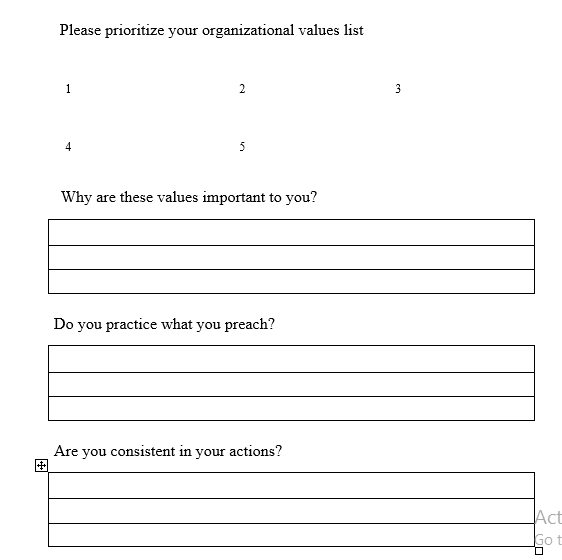 Please prioritize your organizational values list
1 2 3
4 5
Why are these values important to you?
Do you practice what you preach?
Are you consistent in your actions?
Act
Go t